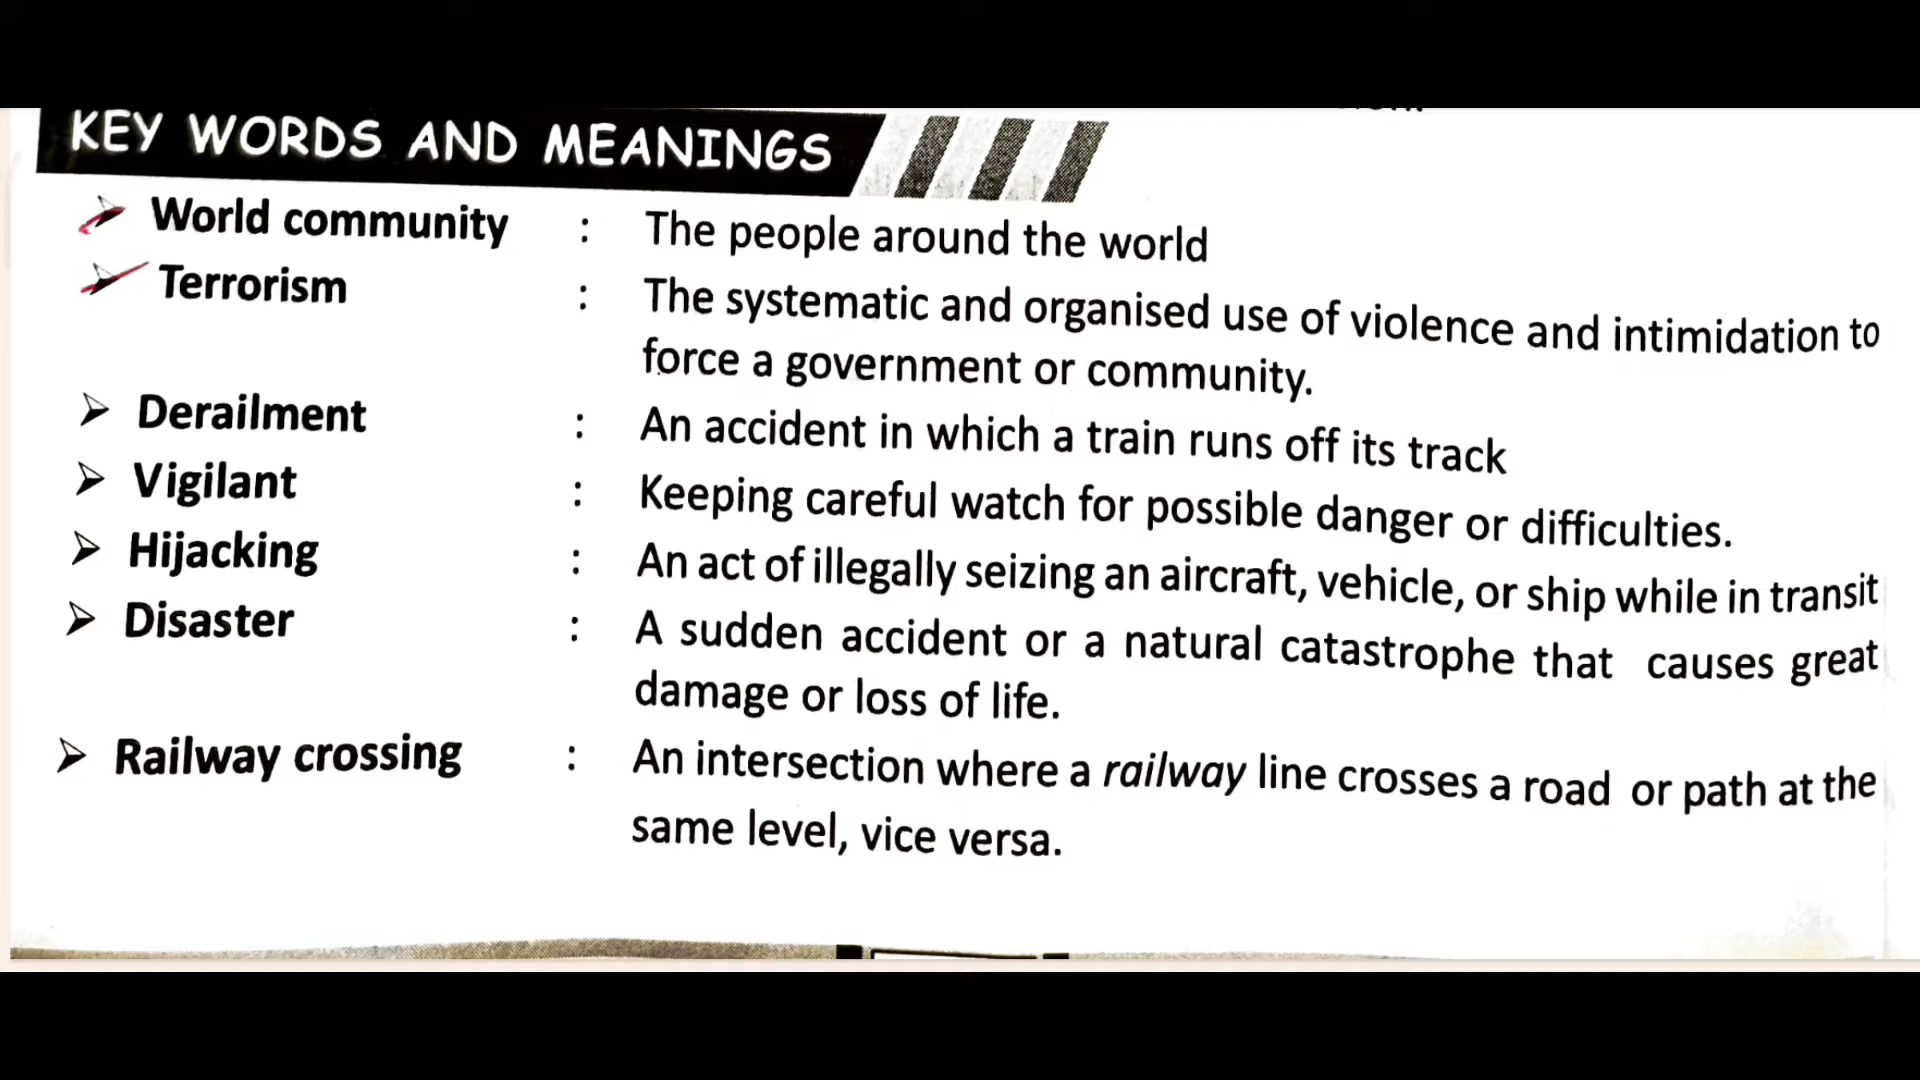 KEY WORDS AND MEANINGS
World community : The people around the world
Terrorism : The systematic and organised use of violence and intimidation to
force a government or community.
Derailment : An accident in which a train runs off its track
Vigilant : Keeping careful watch for possible danger or difficulties.
Hijacking : An act of illegally seizing an aircraft, vehicle, or ship while in transit
Disaster : A sudden accident or a natural catastrophe that causes great
damage or loss of life.
Railway crossing : An intersection where a railway line crosses a road or path at the
same level, vice versa.